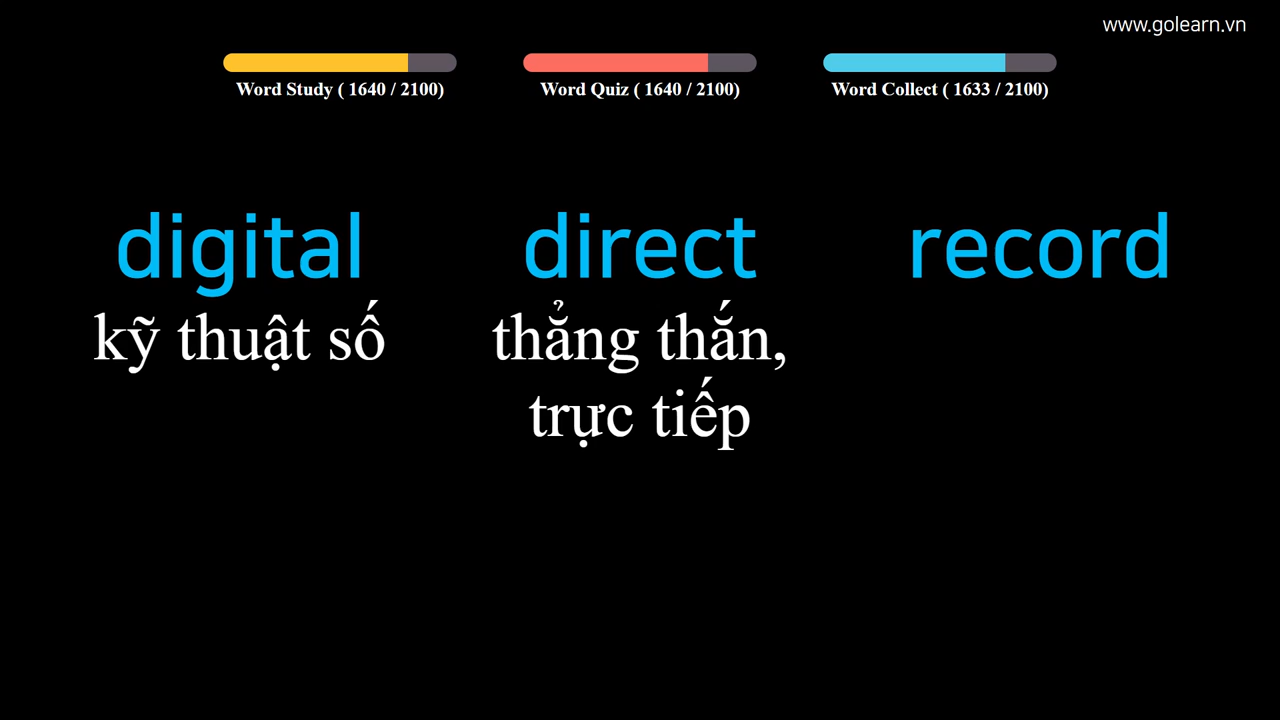 www.golearn.vn
Word Study ( 1640 / 2100)
Word Quiz ( 1640 / 2100)
Word Collect ( 1633 / 2100)
digital
kỹ thuật số
direct
thẳng thắn,
trực tiếp
record